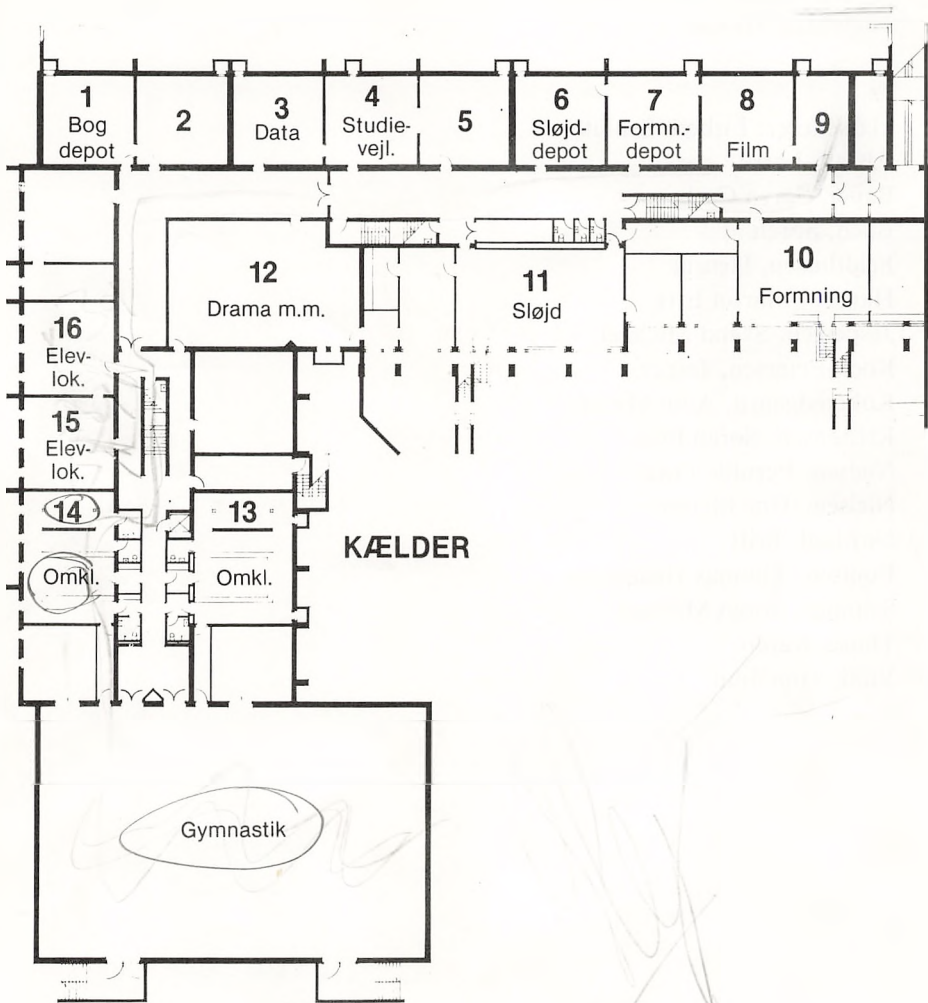 1
Bog
depot
2
3
Data
4
Studie-
vejl.
5
6
Sløjd-
depot
7
Formn.-
depot
8
Film
9
10
Formning
11
Sløjd
12
Drama m.m.
16
Elev-
lok.
15
Elev-
lok.
14
Omkl.
13
Omkl.
KÆLDER
Gymnastik